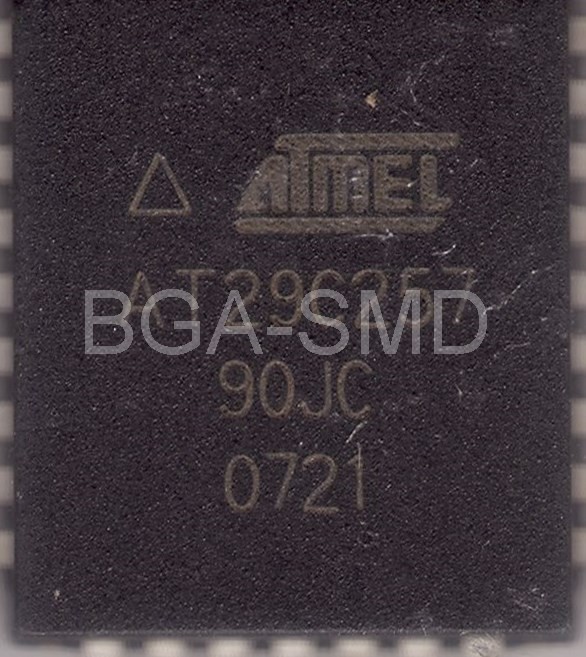 ATMEL
AT29C257
BGA-SMD
90JC
0721